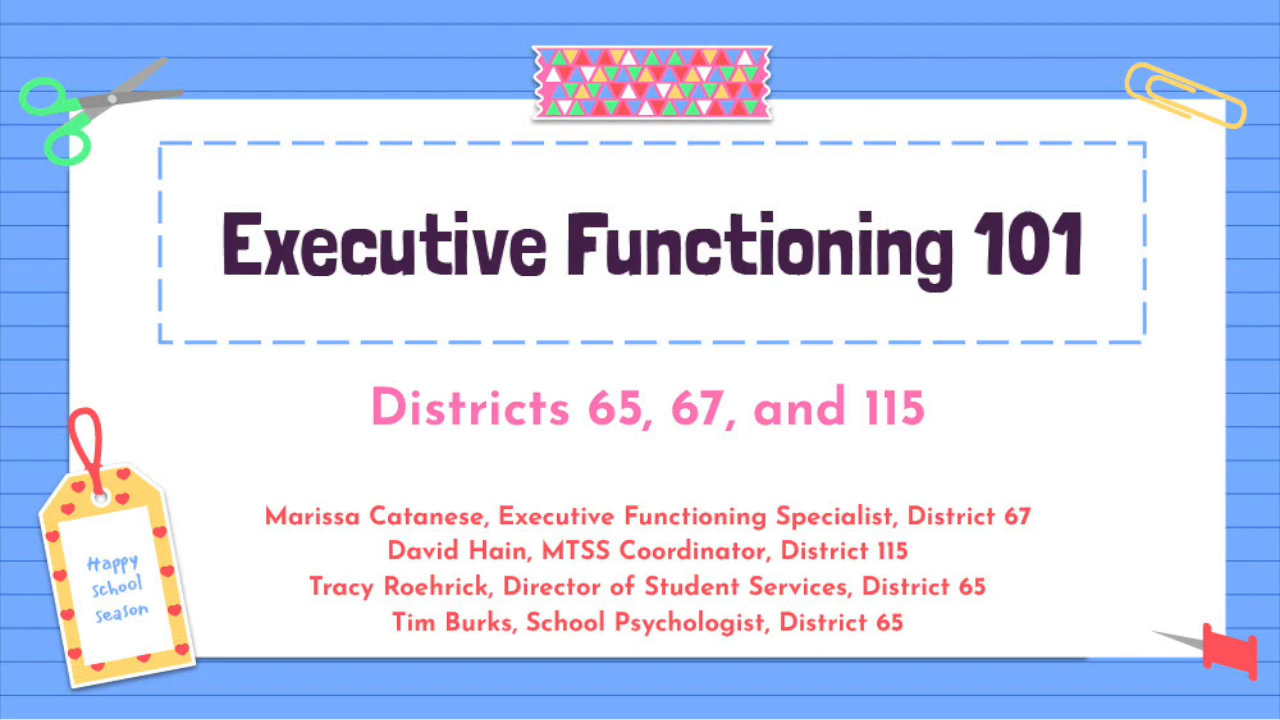 Executive Functioning 101
Districts 65, 67, and 115
Marissa Catanese, Executive Functioning Specialist, District 67
David Hain, MTSS Coordinator, District 115
Tracy Roehrick, Director of Student Services, District 65
Tim Burks, School Psychologist, District 65
Happy
school
season